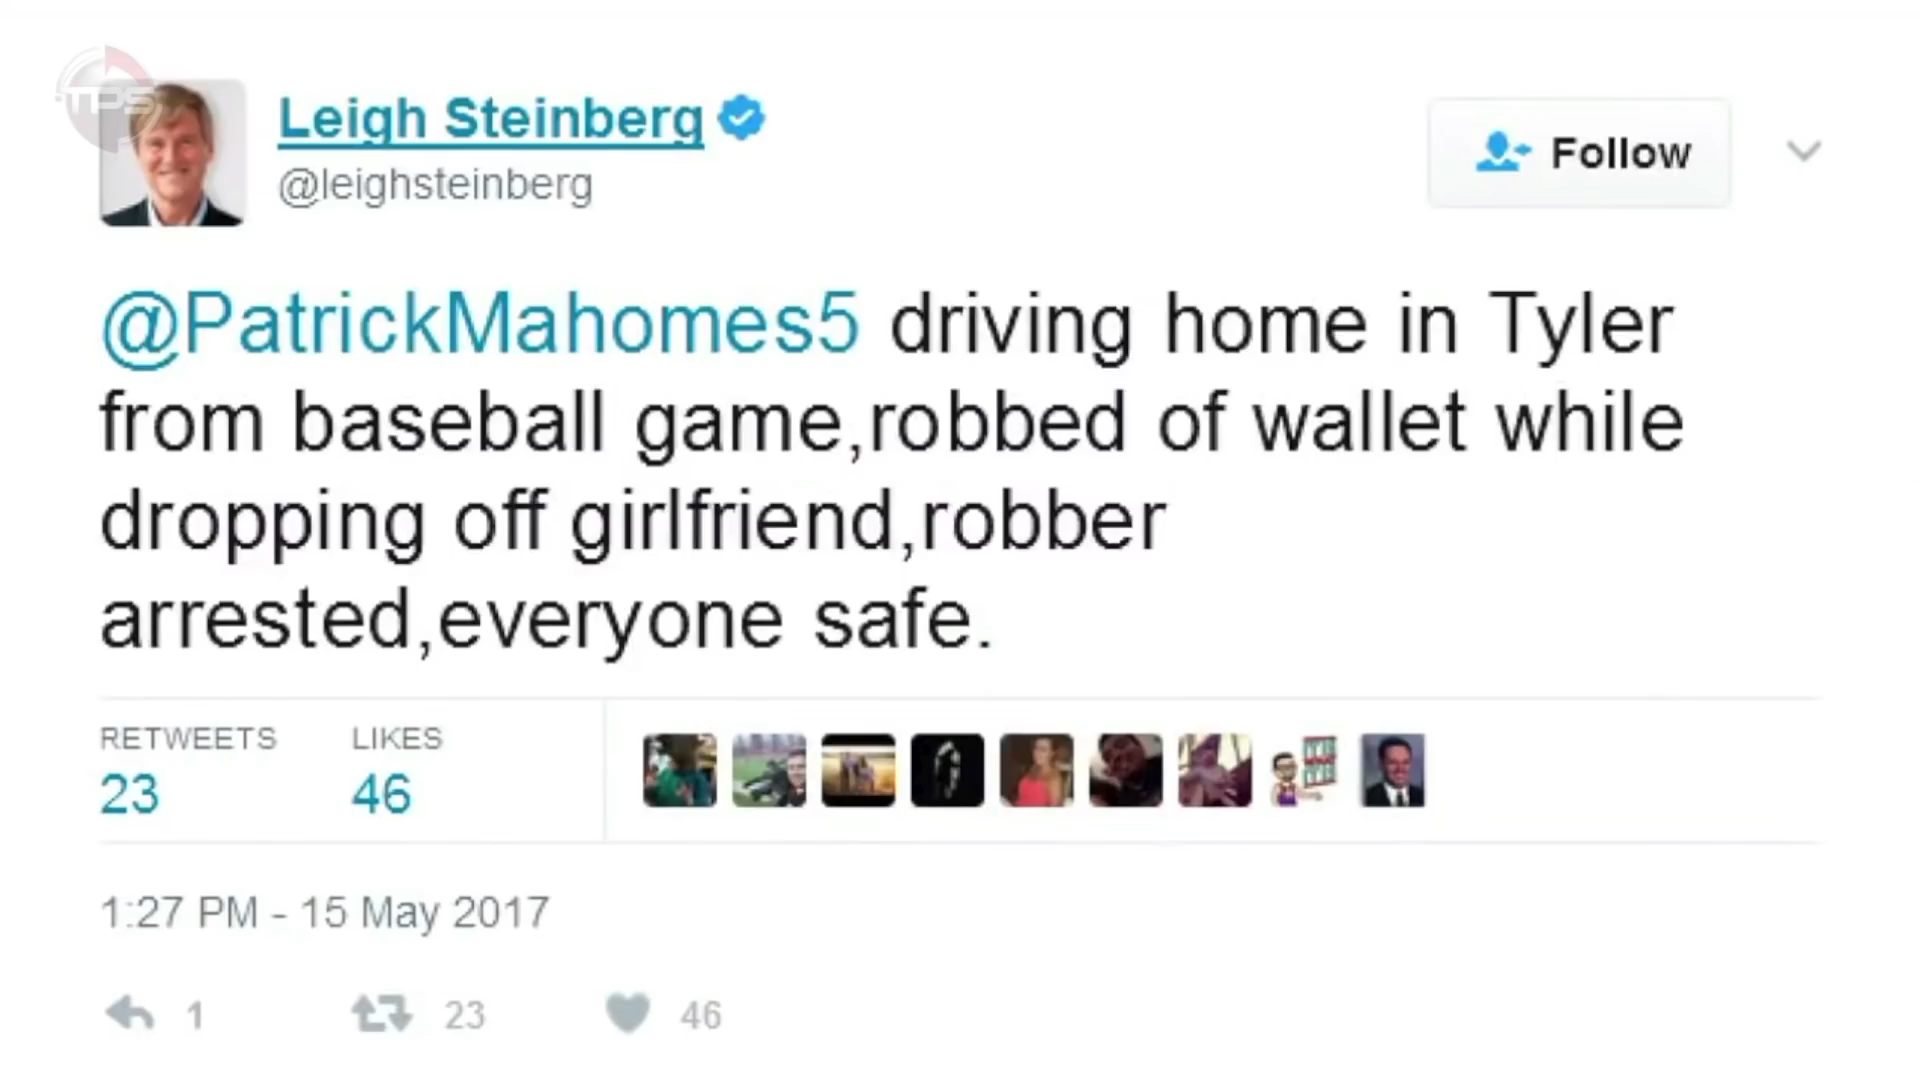 TPS
Leigh Steinberg
@leighsteinberg
Follow
@PatrickMahomes5 driving home in Tyler
from baseball game,robbed of wallet while
dropping off girlfriend,robber
arrested,everyone safe.
RETWEETS LIKES
23 46
1:27 PM - 15 May 2017
1 23 46